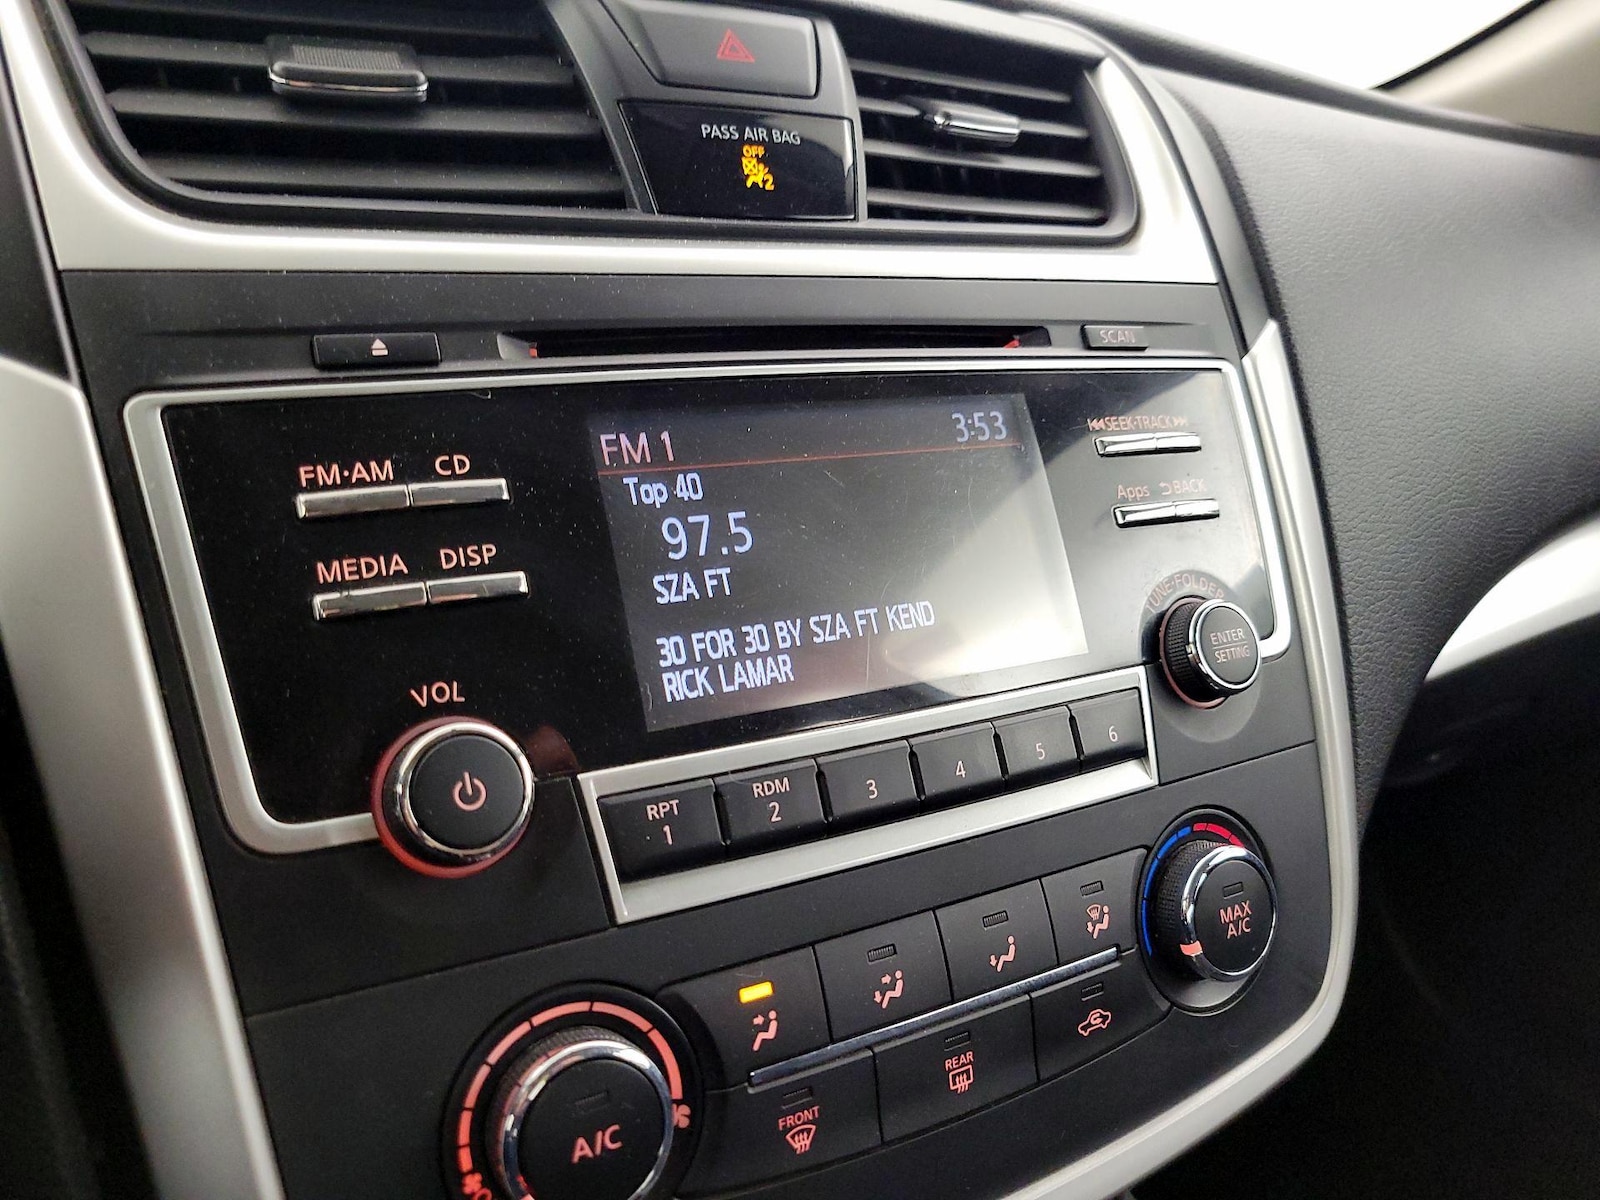 PASS AIR BAG
OFF
2
SCAN
FM·AM CD
MEDIA DISP
VOL
FM 1 3:53
Top 40
97.5
SZA FT
30 FOR 30 BY SZA FT KEND
RICK LAMAR
SEEK·TRACK
Apps BACK
TUNE·FOLDER
ENTER
SETTING
RPT
1
RDM
2
3
4
5
6
MAX
A/C
A/C
FRONT
REAR